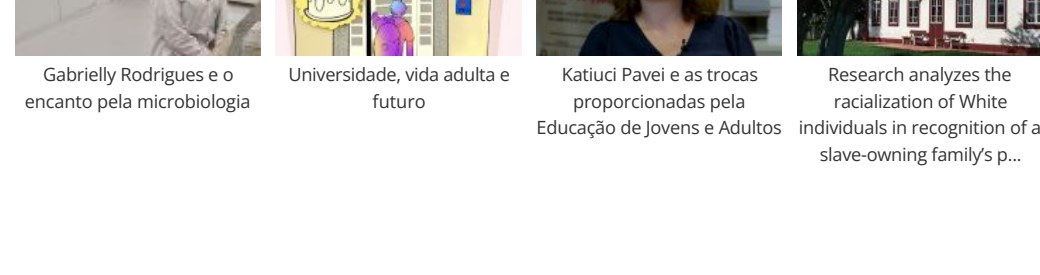 Gabrielly Rodrigues e o
encanto pela microbiologia
Universidade, vida adulta e
futuro
Katiuci Pavei e as trocas
proporcionadas pela
Educação de Jovens e Adultos
Research analyzes the
racialization of White
individuals in recognition of a
slave-owning family’s p...